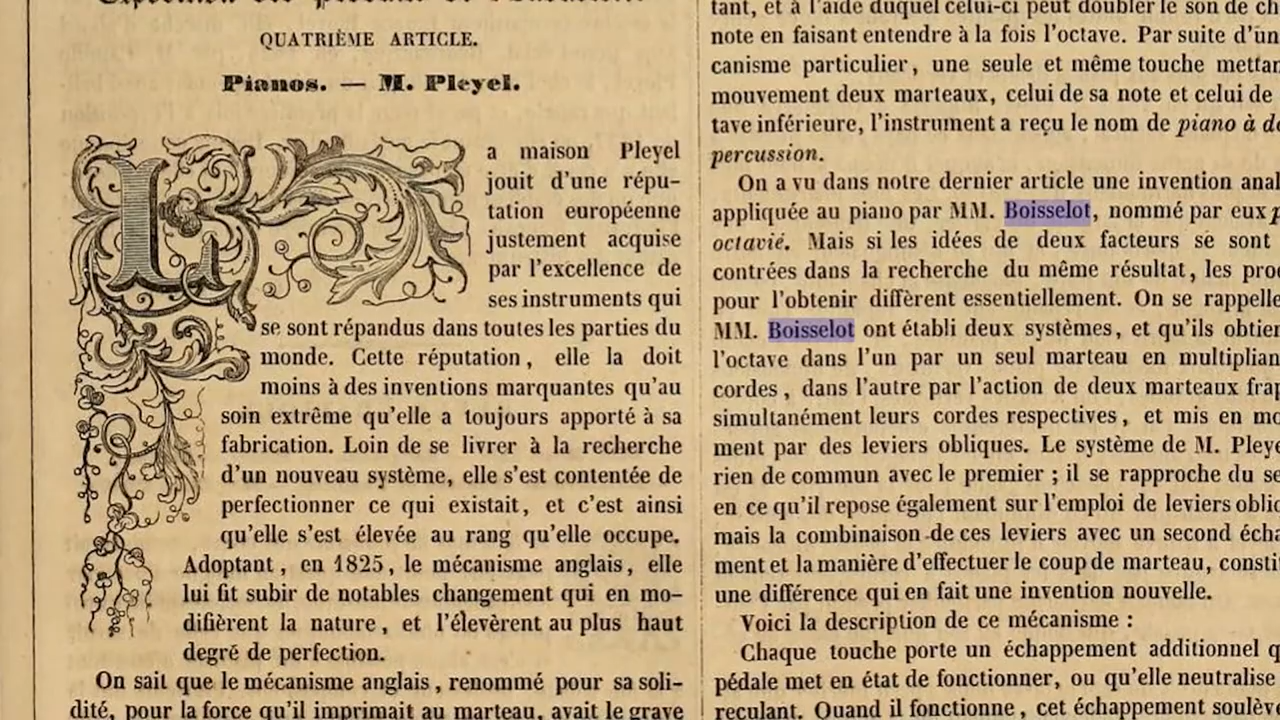 QUATRIÈME ARTICLE.
Pianos. — M. Pleyel.
La maison Pleyel
jouit d'une répu-
tation européenne
justement acquise
par l'excellence de
ses instruments qui
se sont répandus dans toutes les parties du
monde. Cette réputation, elle la doit
moins à des inventions marquantes qu'au
soin extrême qu'elle a toujours apporté à sa
fabrication. Loin de se livrer à la recherche
d'un nouveau système, elle s'est contentée de
perfectionner ce qui existait, et c'est ainsi
qu'elle s'est élevée au rang qu'elle occupe.
Adoptant, en 1825, le mécanisme anglais, elle
lui fit subir de notables changement qui en mo-
difièrent la nature, et l'élevèrent au plus haut
degré de perfection.
On sait que le mécanisme anglais, renommé pour sa soli-
dité, pour la force qu'il imprimait au marteau, avait le grave
tant, et à l'aide duquel celui-ci peut doubler le son de
note en faisant entendre à la fois l'octave. Par suite d'un
canisme particulier, une seule et même touche
mouvement deux marteaux, celui de sa note et celui de
tave inférieure, l'instrument a reçu le nom de piano à
percussion.
On a vu dans notre dernier article une invention
appliquée au piano par MM. Boisselot, nommé par eux
octavié. Mais si les idées de deux facteurs se sont
contrées dans la recherche du même résultat, les
pour l'obtenir diffèrent essentiellement. On se
MM. Boisselot ont établi deux systèmes, et qu'ils
l'octave dans l'un par un seul marteau en
cordes, dans l'autre par l'action de deux marteaux
simultanément leurs cordes respectives, et mis en
ment par des leviers obliques. Le système de M.
rien de commun avec le premier ; il se rapproche du
en ce qu'il repose également sur l'emploi de leviers
mais la combinaison de ces leviers avec un second
ment et la manière d'effectuer le coup de marteau,
une différence qui en fait une invention nouvelle.
Voici la description de ce mécanisme :
Chaque touche porte un échappement additionnel
pédale met en état de fonctionner, ou qu'elle neutralise
reculant. Quand il fonctionne, cet échappement